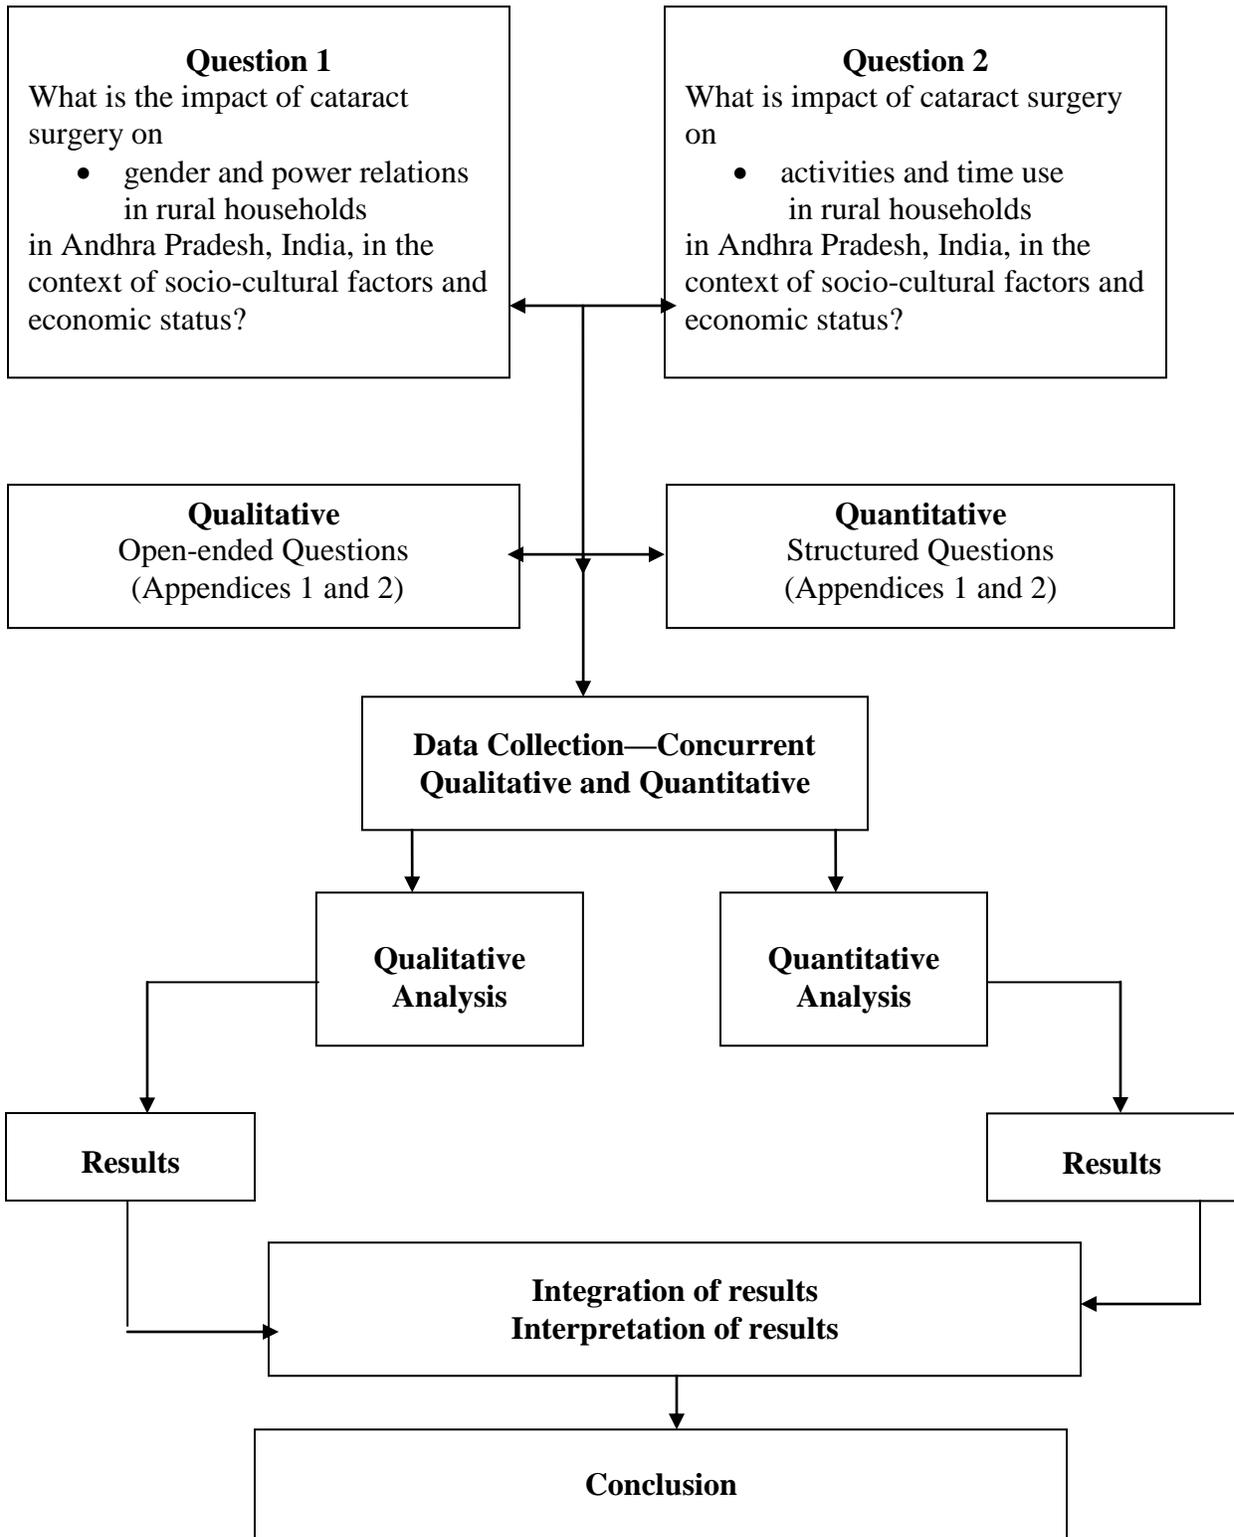 Question 1
What is the impact of cataract
surgery on
• gender and power relations
in rural households
in Andhra Pradesh, India, in the
context of socio-cultural factors and
economic status?
Question 2
What is impact of cataract surgery
on
• activities and time use
in rural households
in Andhra Pradesh, India, in the
context of socio-cultural factors and
economic status?
Qualitative
Open-ended Questions
(Appendices 1 and 2)
Quantitative
Structured Questions
(Appendices 1 and 2)
Data Collection—Concurrent
Qualitative and Quantitative
Qualitative
Analysis
Quantitative
Analysis
Results
Results
Integration of results
Interpretation of results
Conclusion